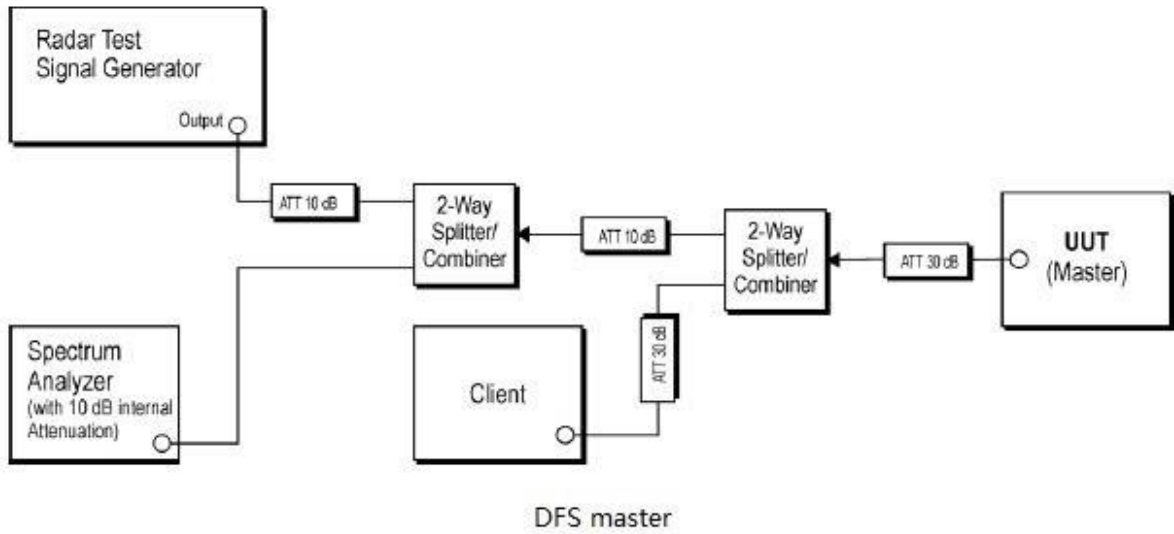 Radar Test
Signal Generator
Output
ATT 10 dB
2-Way
Splitter/
Combiner
ATT 10 dB
2-Way
Splitter/
Combiner
ATT 30 dB
UUT
(Master)
Spectrum
Analyzer
(with 10 dB internal
Attenuation)
Client
ATT 30 dB
DFS master